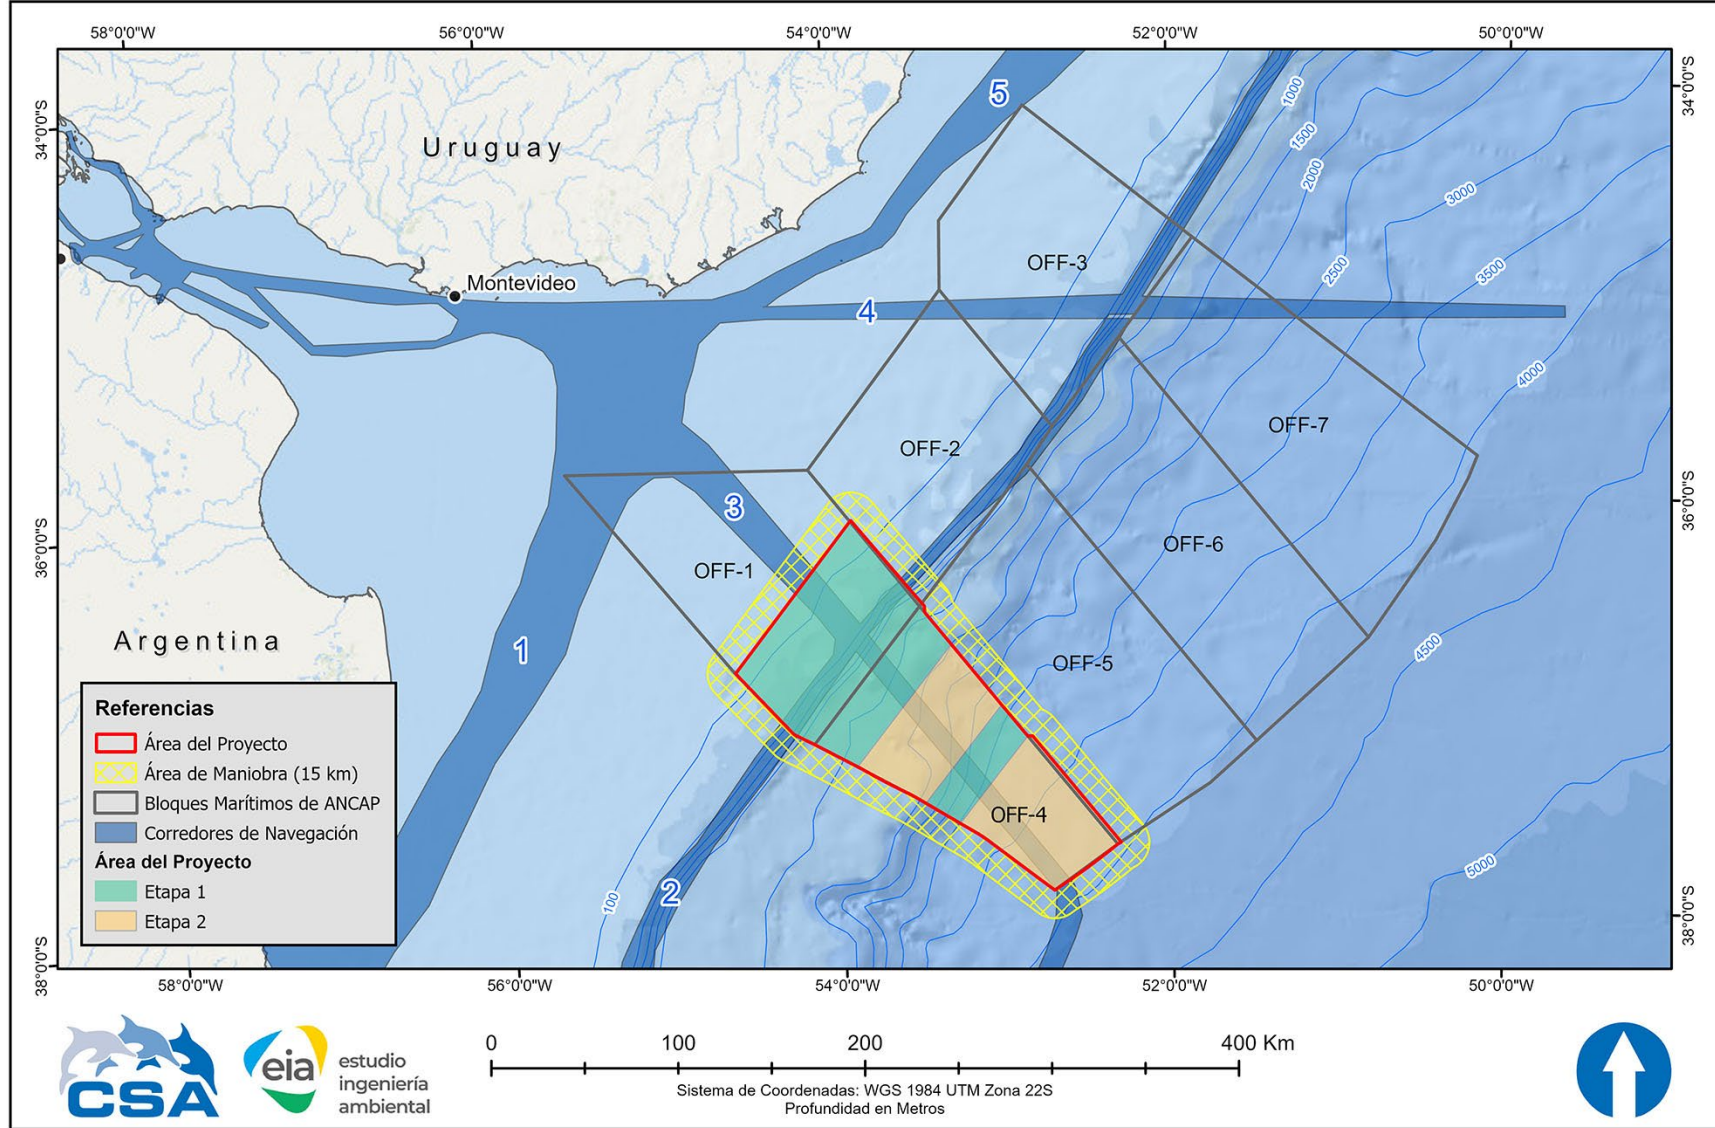 58°0'0"W
56°0'0"W
54°0'0"W
52°0'0"W
50°0'0"W
34°0'0"S
34°0'0"S
36°0'0"S
36°0'0"S
38°0'0"S
38°0'0"S
Uruguay
Montevideo
Argentina
5
4
3
1
2
OFF-3
OFF-2
OFF-7
OFF-1
OFF-6
OFF-5
OFF-4
1000
1500
2000
3000
2500
3500
4000
4500
5000
100
Referencias
Área del Proyecto
Área de Maniobra (15 km)
Bloques Marítimos de ANCAP
Corredores de Navegación
Área del Proyecto
Etapa 1
Etapa 2
58°0'0"W
56°0'0"W
54°0'0"W
52°0'0"W
50°0'0"W
CSA
eia
estudio
ingeniería
ambiental
0
100
200
400 Km
Sistema de Coordenadas: WGS 1984 UTM Zona 22S
Profundidad en Metros